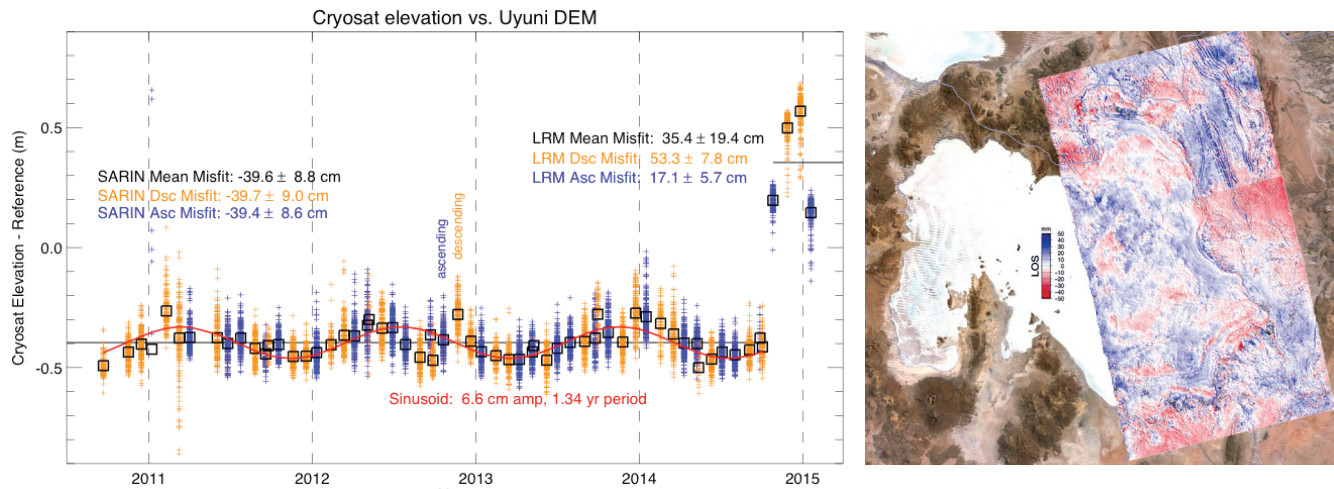 Cryosat elevation vs. Uyuni DEM
Cryosat Elevation - Reference (m)
0.5
0.0
-0.5
SARIN Mean Misfit: -39.6 ± 8.8 cm
SARIN Dsc Misfit: -39.7 ± 9.0 cm
SARIN Asc Misfit: -39.4 ± 8.6 cm
LRM Mean Misfit: 35.4 ± 19.4 cm
LRM Dsc Misfit: 53.3 ± 7.8 cm
LRM Asc Misfit: 17.1 ± 5.7 cm
ascending
descending
Sinusoid: 6.6 cm amp, 1.34 yr period
2011
2012
2013
2014
2015
LOS
mm
50
40
30
20
10
0
-10
-20
-30
-40
-50